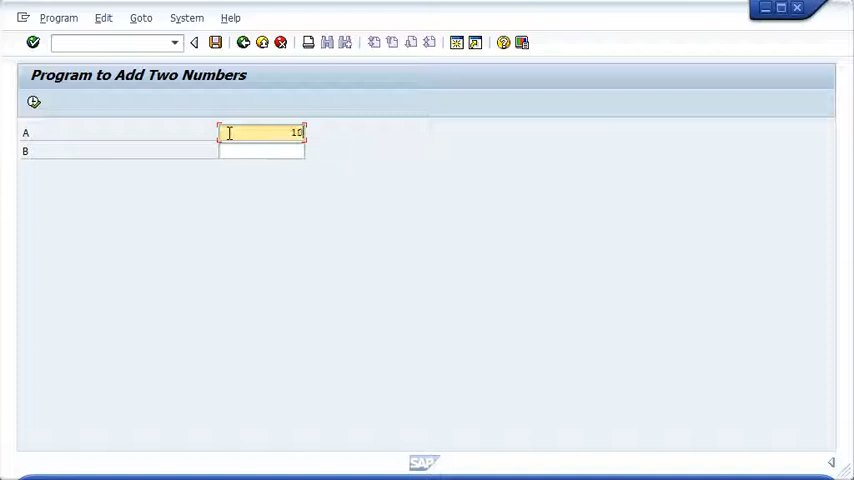 Program Edit Goto System Help
Program to Add Two Numbers
A 10
B
SAP